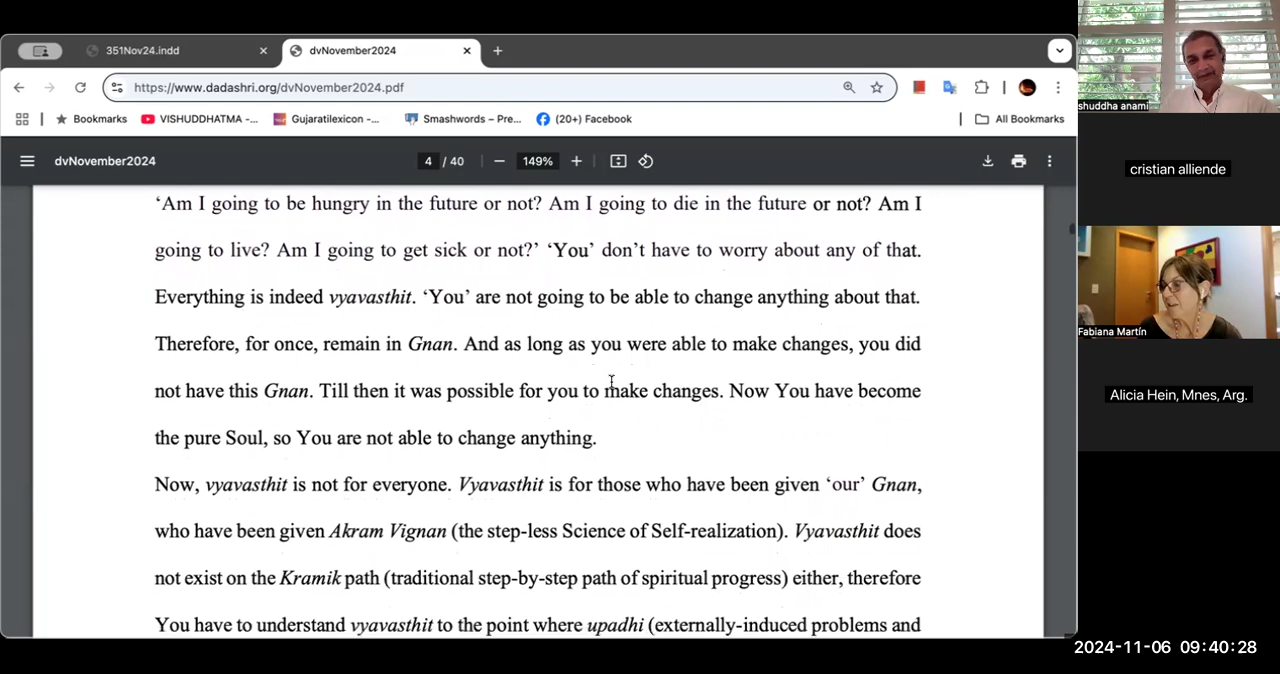 351Nov24.indd
dvNovember2024
https://www.dadashri.org/dvNovember2024.pdf
Bookmarks
VISHUDDHATMA -...
Gujaratilexicon -...
Smashwords – Pre...
(20+) Facebook
All Bookmarks
dvNovember2024
4 / 40
149%
‘Am I going to be hungry in the future or not? Am I going to die in the future or not? Am I
going to live? Am I going to get sick or not?’ ‘You’ don’t have to worry about any of that.
Everything is indeed vyavasthit. ‘You’ are not going to be able to change anything about that.
Therefore, for once, remain in Gnan. And as long as you were able to make changes, you did
not have this Gnan. Till then it was possible for you to make changes. Now You have become
the pure Soul, so You are not able to change anything.
Now, vyavasthit is not for everyone. Vyavasthit is for those who have been given ‘our’ Gnan,
who have been given Akram Vignan (the step-less Science of Self-realization). Vyavasthit does
not exist on the Kramik path (traditional step-by-step path of spiritual progress) either, therefore
You have to understand vyavasthit to the point where upadhi (externally-induced problems and
shuddha anami
cristian alliende
Fabiana Martín
Alicia Hein, Mnes, Arg.
2024-11-06 09:40:28